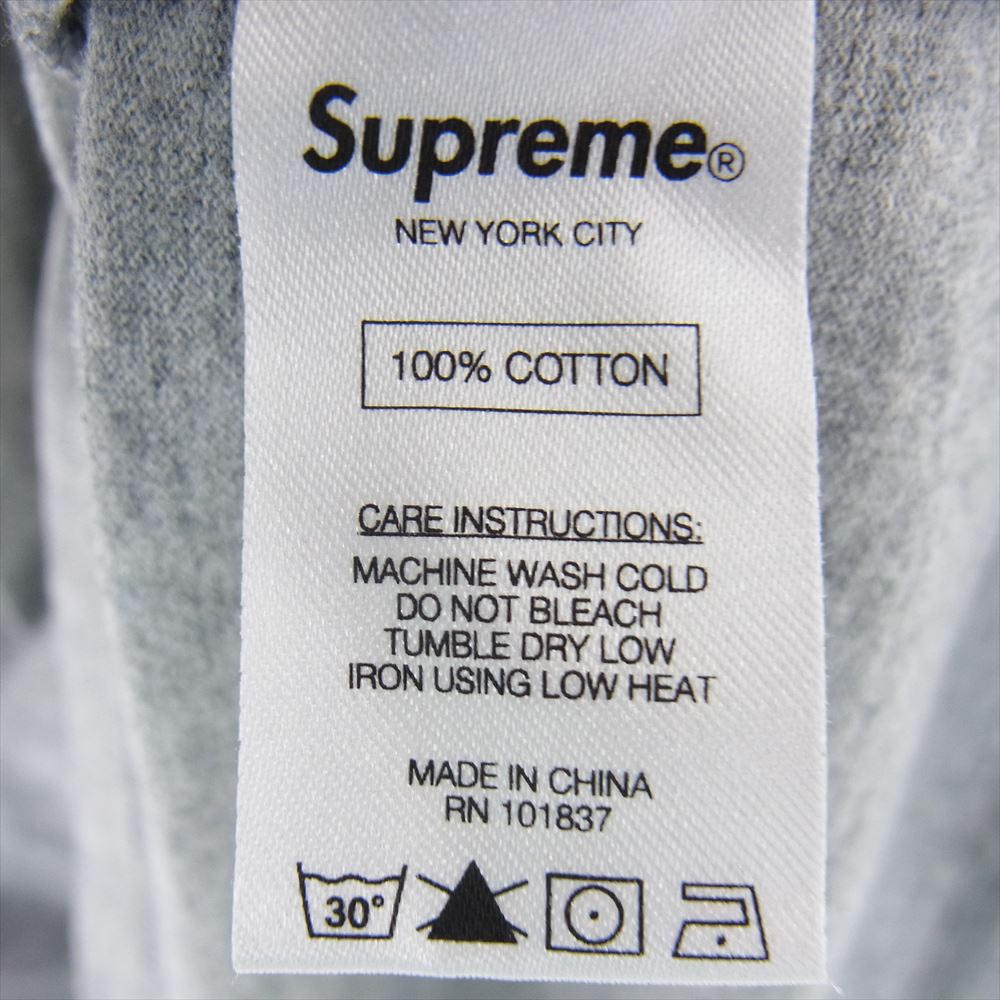 Supreme®
NEW YORK CITY
100% COTTON
CARE INSTRUCTIONS:
MACHINE WASH COLD
DO NOT BLEACH
TUMBLE DRY LOW
IRON USING LOW HEAT
MADE IN CHINA
RN 101837
30°